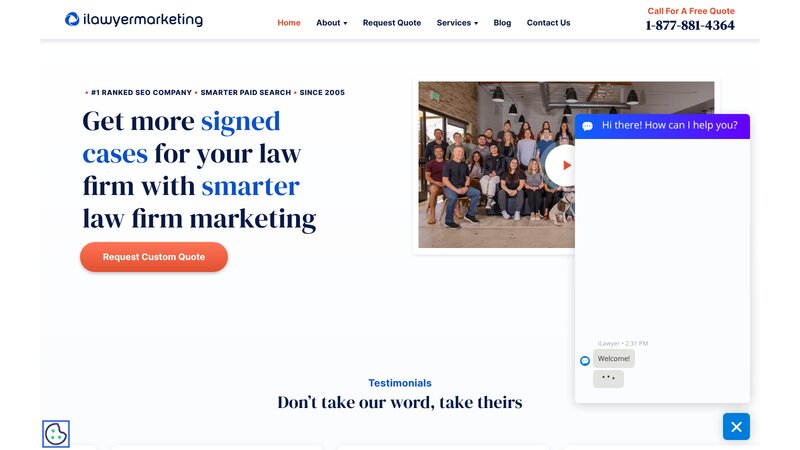 ilawyermarketing
Home About Request Quote Services Blog Contact Us
Call For A Free Quote
1-877-881-4364
• #1 RANKED SEO COMPANY • SMARTER PAID SEARCH • SINCE 2005
Get more signed
cases for your law
firm with smarter
law firm marketing
Request Custom Quote
Hi there! How can I help you?
iLawyer • 2:31 PM
Welcome!
Testimonials
Don't take our word, take theirs